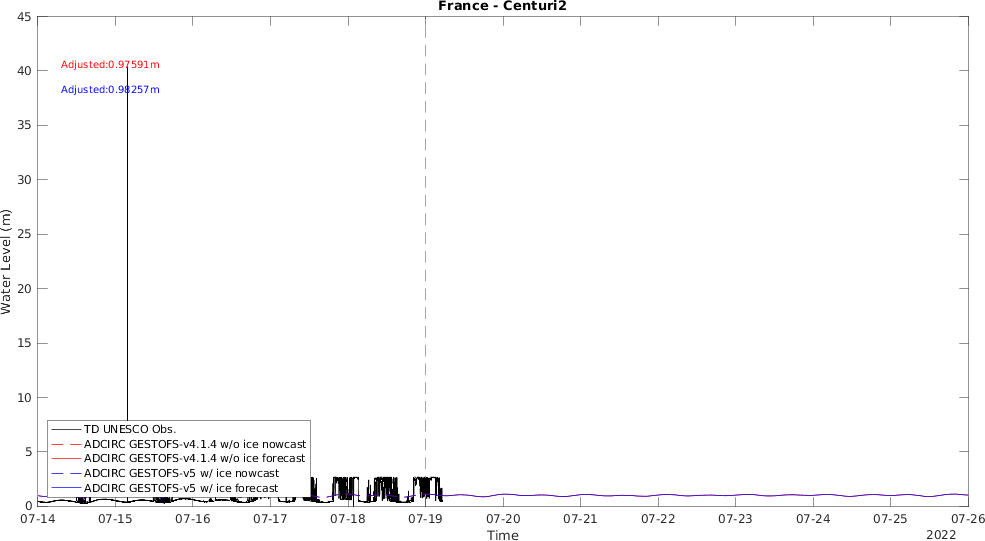 France - Centuri2
45
40
35
30
25
20
15
10
5
0
Water Level (m)
Adjusted:0.97591m
Adjusted:0.98257m
TD UNESCO Obs.
ADCIRC GESTOFS-v4.1.4 w/o ice nowcast
ADCIRC GESTOFS-v4.1.4 w/o ice forecast
ADCIRC GESTOFS-v5 w/ ice nowcast
ADCIRC GESTOFS-v5 w/ ice forecast
07-14 07-15 07-16 07-17 07-18 07-19 07-20 07-21 07-22 07-23 07-24 07-25 07-26
Time
2022